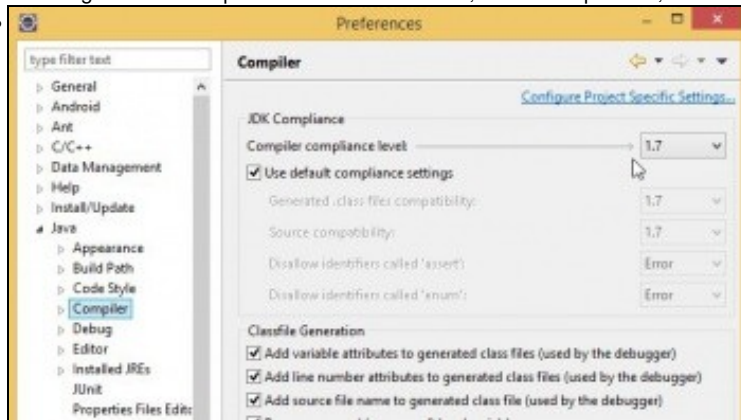 Preferences
type filter text
General
Android
Ant
C/C++
Data Management
Help
Install/Update
Java
Appearance
Build Path
Code Style
Compiler
Debug
Editor
Installed JREs
JUnit
Properties Files Edito
Compiler
Configure Project Specific Settings...
JDK Compliance
Compiler compliance level: 1.7
Use default compliance settings
Generated .class files compatibility: 1.7
Source compatibility: 1.7
Disallow identifiers called 'assert': Error
Disallow identifiers called 'enum': Error
Classfile Generation
Add variable attributes to generated class files (used by the debugger)
Add line number attributes to generated class files (used by the debugger)
Add source file name to generated class file (used by the debugger)